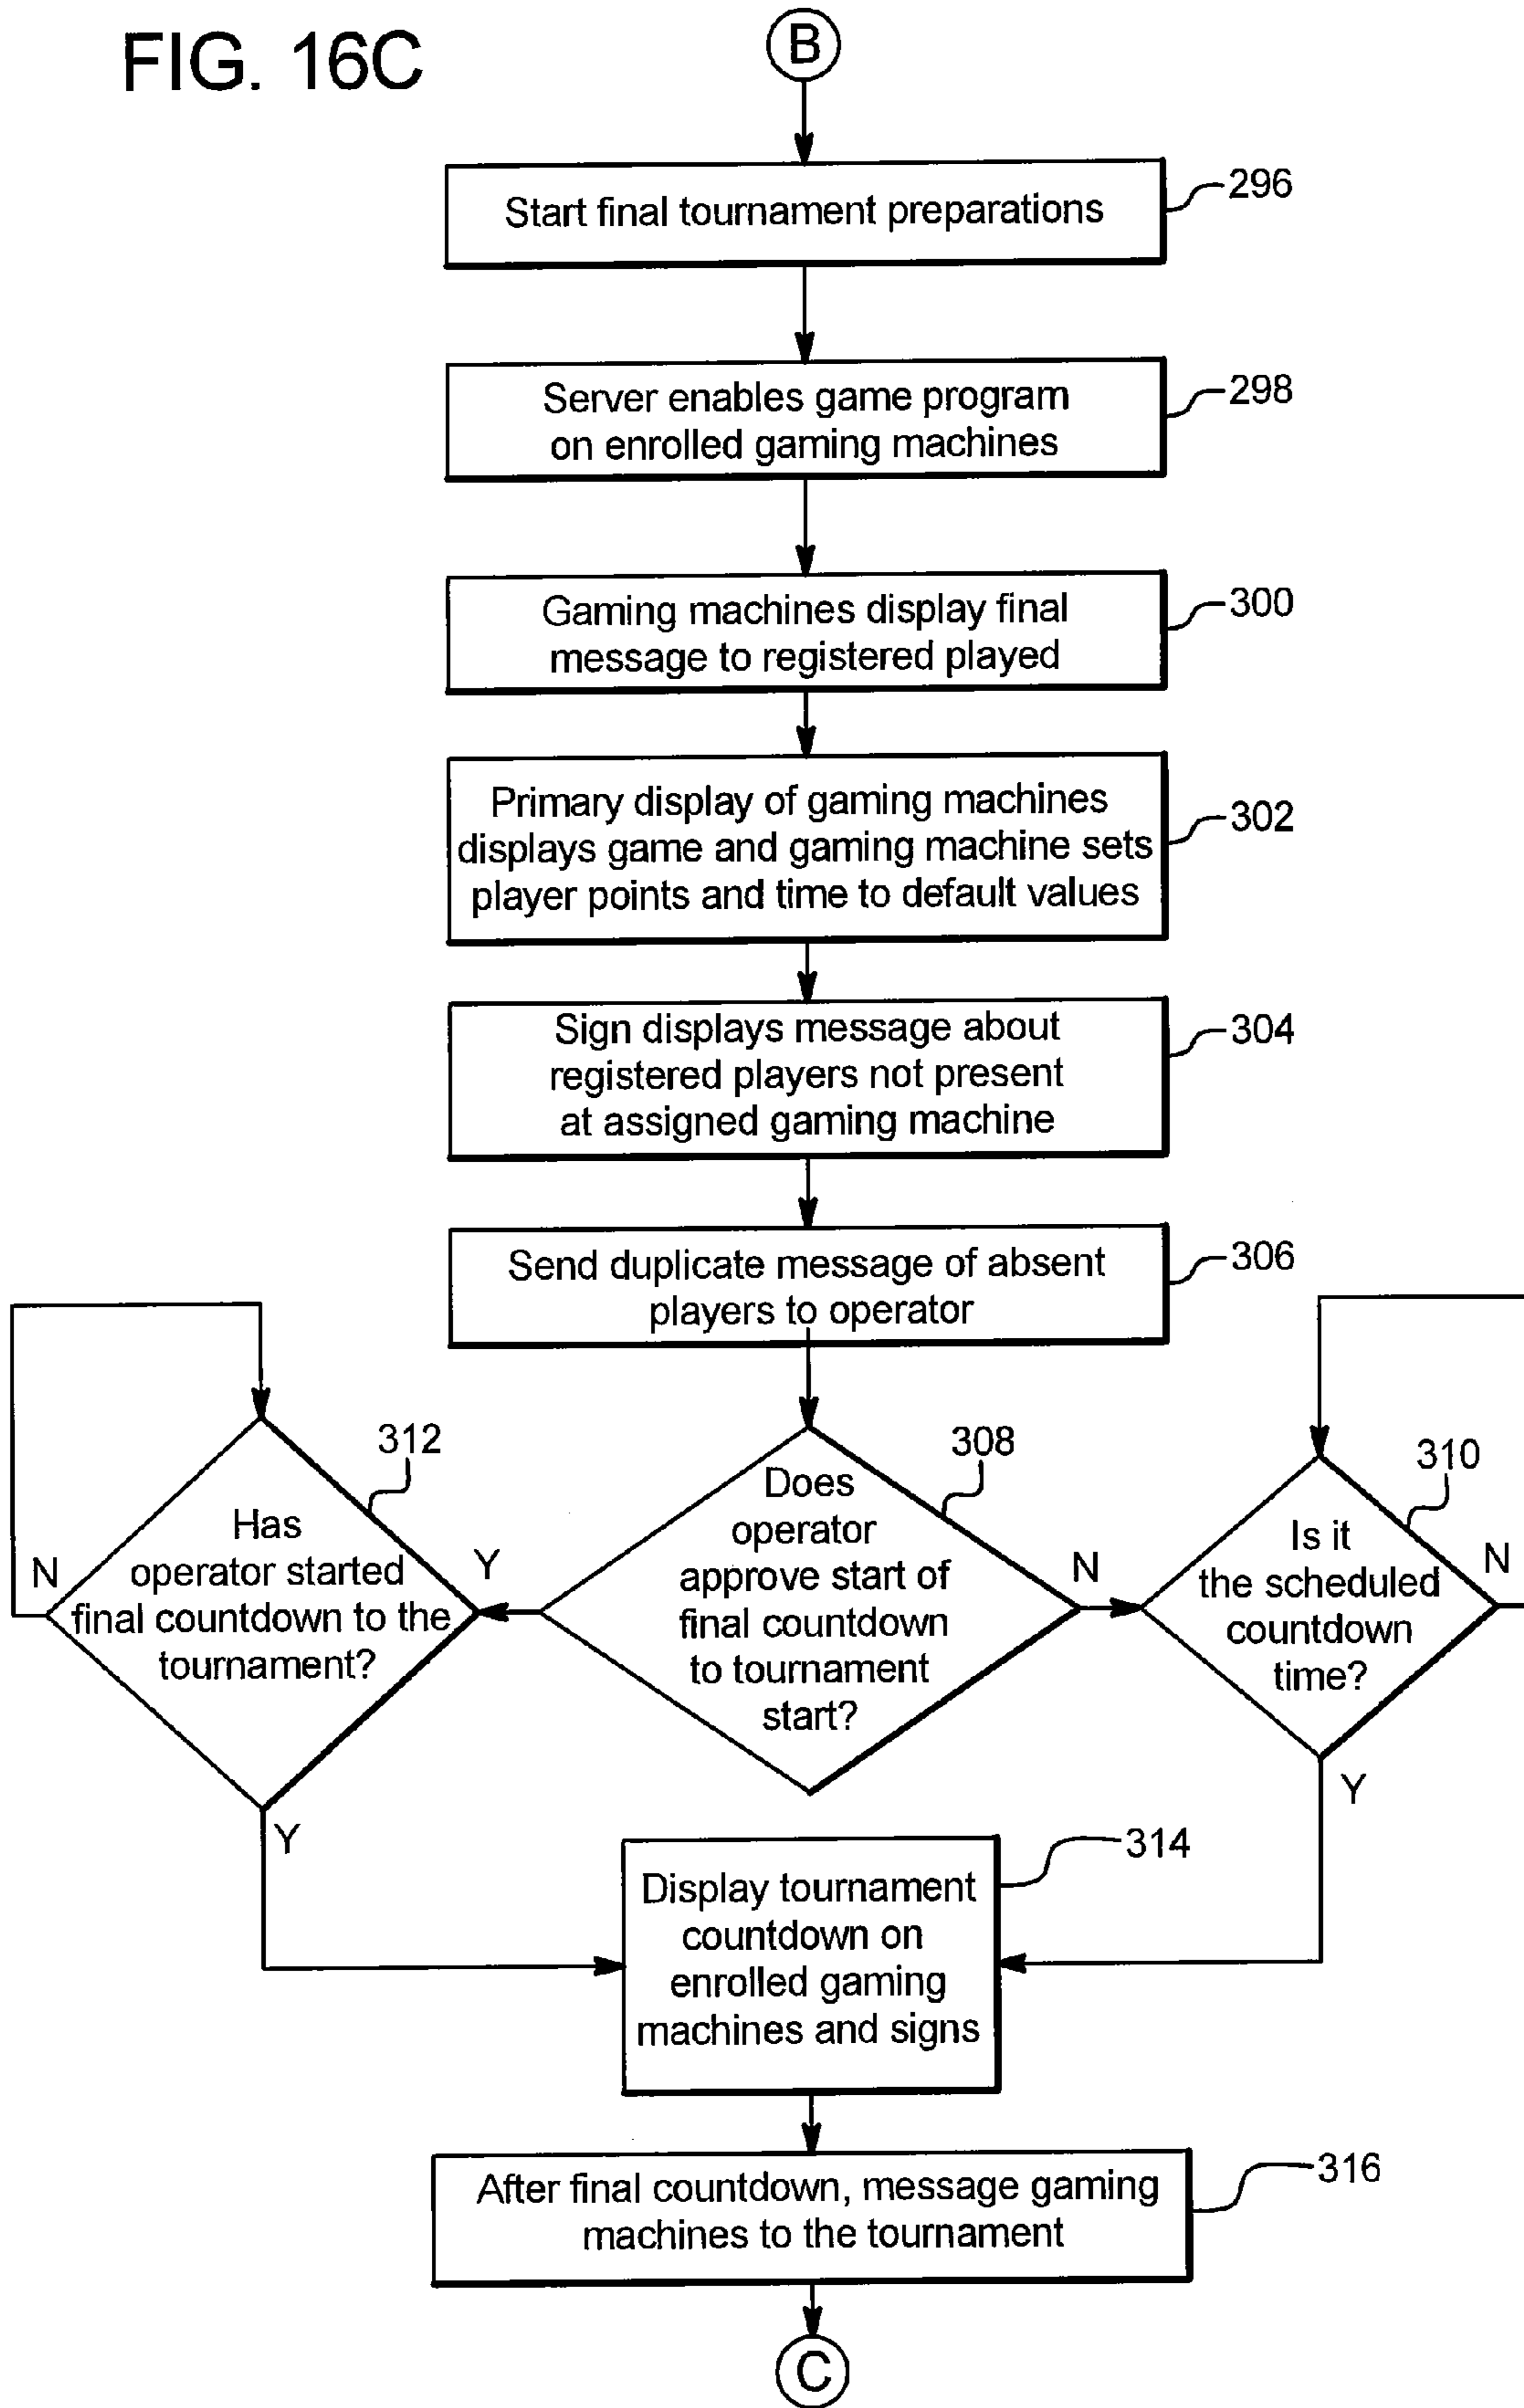 FIG. 16C
B
Start final tournament preparations
296
Server enables game program
on enrolled gaming machines
298
Gaming machines display final
message to registered played
300
Primary display of gaming machines
displays game and gaming machine sets
player points and time to default values
302
Sign displays message about
registered players not present
at assigned gaming machine
304
Send duplicate message of absent
players to operator
306
312
Has
operator started
final countdown to the
tournament?
N
Y
Y
308
Does
operator
approve start of
final countdown
to tournament
start?
N
310
Is it
the scheduled
countdown
time?
N
Y
314
Display tournament
countdown on
enrolled gaming
machines and signs
After final countdown, message gaming
machines to the tournament
316
C